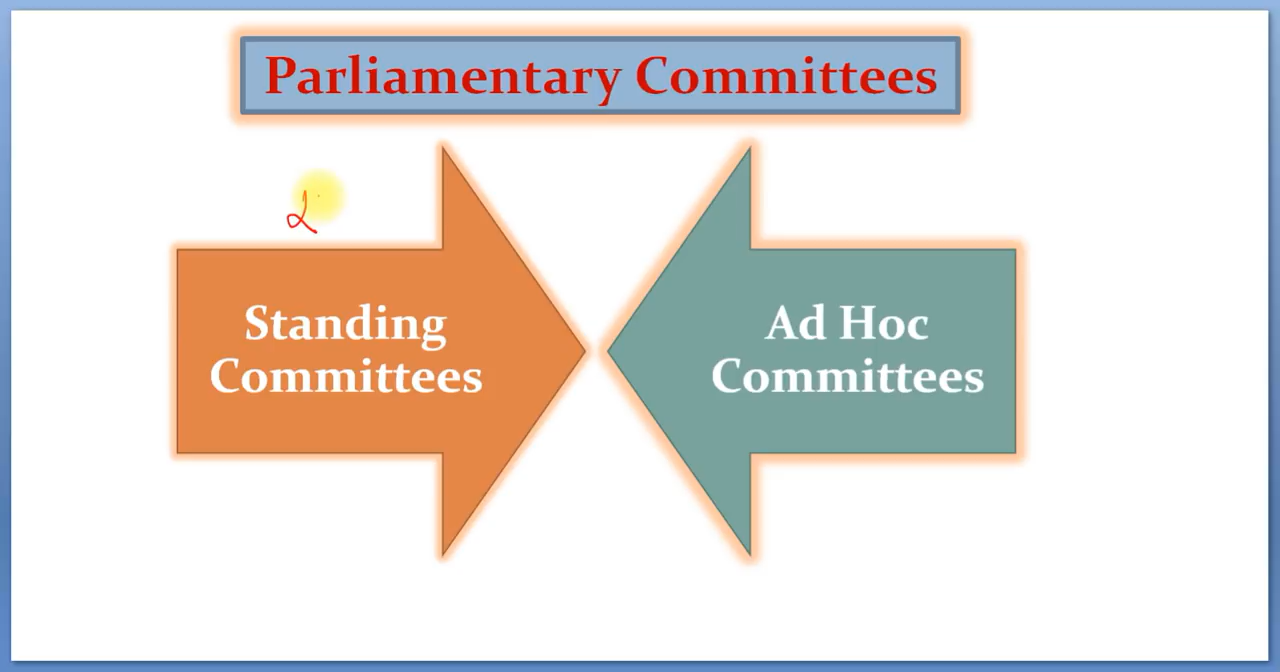 Parliamentary Committees
Standing
Committees
Ad Hoc
Committees